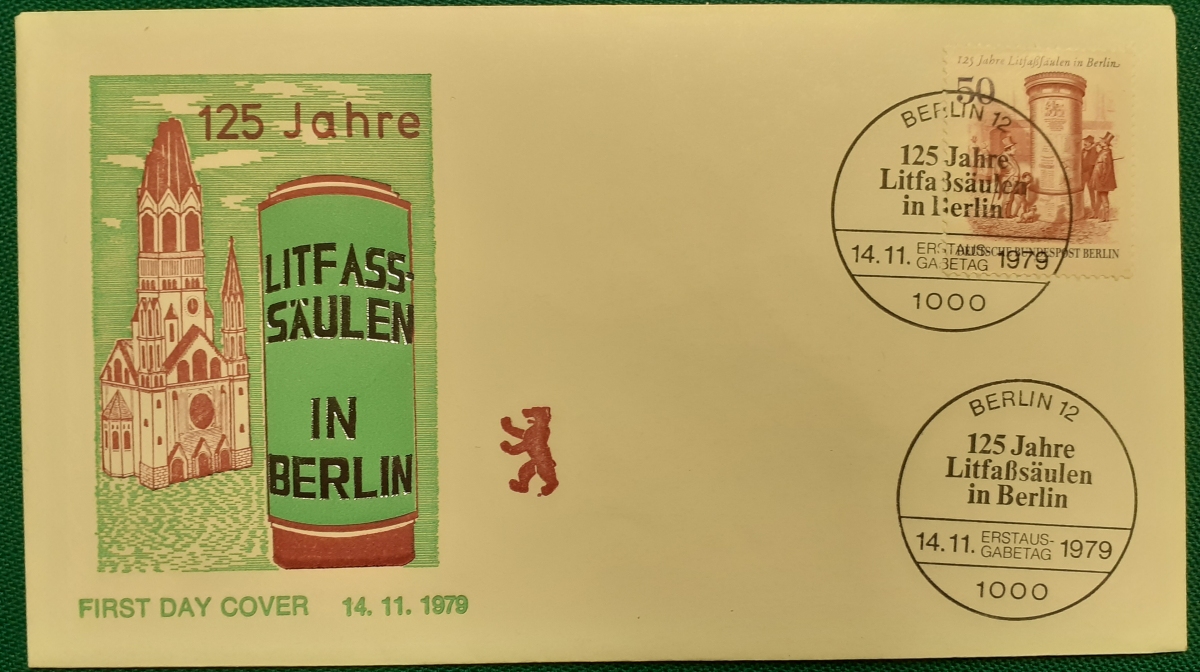 125 Jahre
LITFASS-
SÄULEN
IN
BERLIN
FIRST DAY COVER 14. 11. 1979
125 Jahre Litfaßsäulen in Berlin
50
DEUTSCHE BUNDESPOST BERLIN
BERLIN 12
125 Jahre
Litfaßsäulen
in Berlin
14.11. ERSTAUS-
GABETAG 1979
1000
BERLIN 12
125 Jahre
Litfaßsäulen
in Berlin
14.11. ERSTAUS-
GABETAG 1979
1000